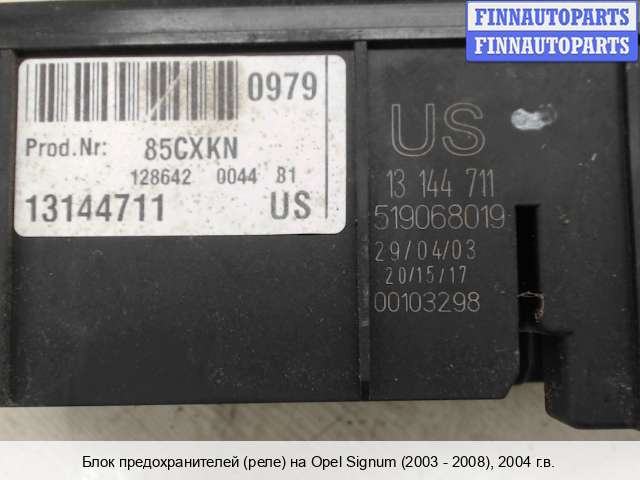 FINNAUTOPARTS
FINNAUTOPARTS
0979
Prod.Nr: 85CXKN
128642 0044 81
13144711 US
US
13 144 711
519068019
29/04/03
20/15/17
00103298
Блок предохранителей (реле) на Opel Signum (2003 - 2008), 2004 г.в.